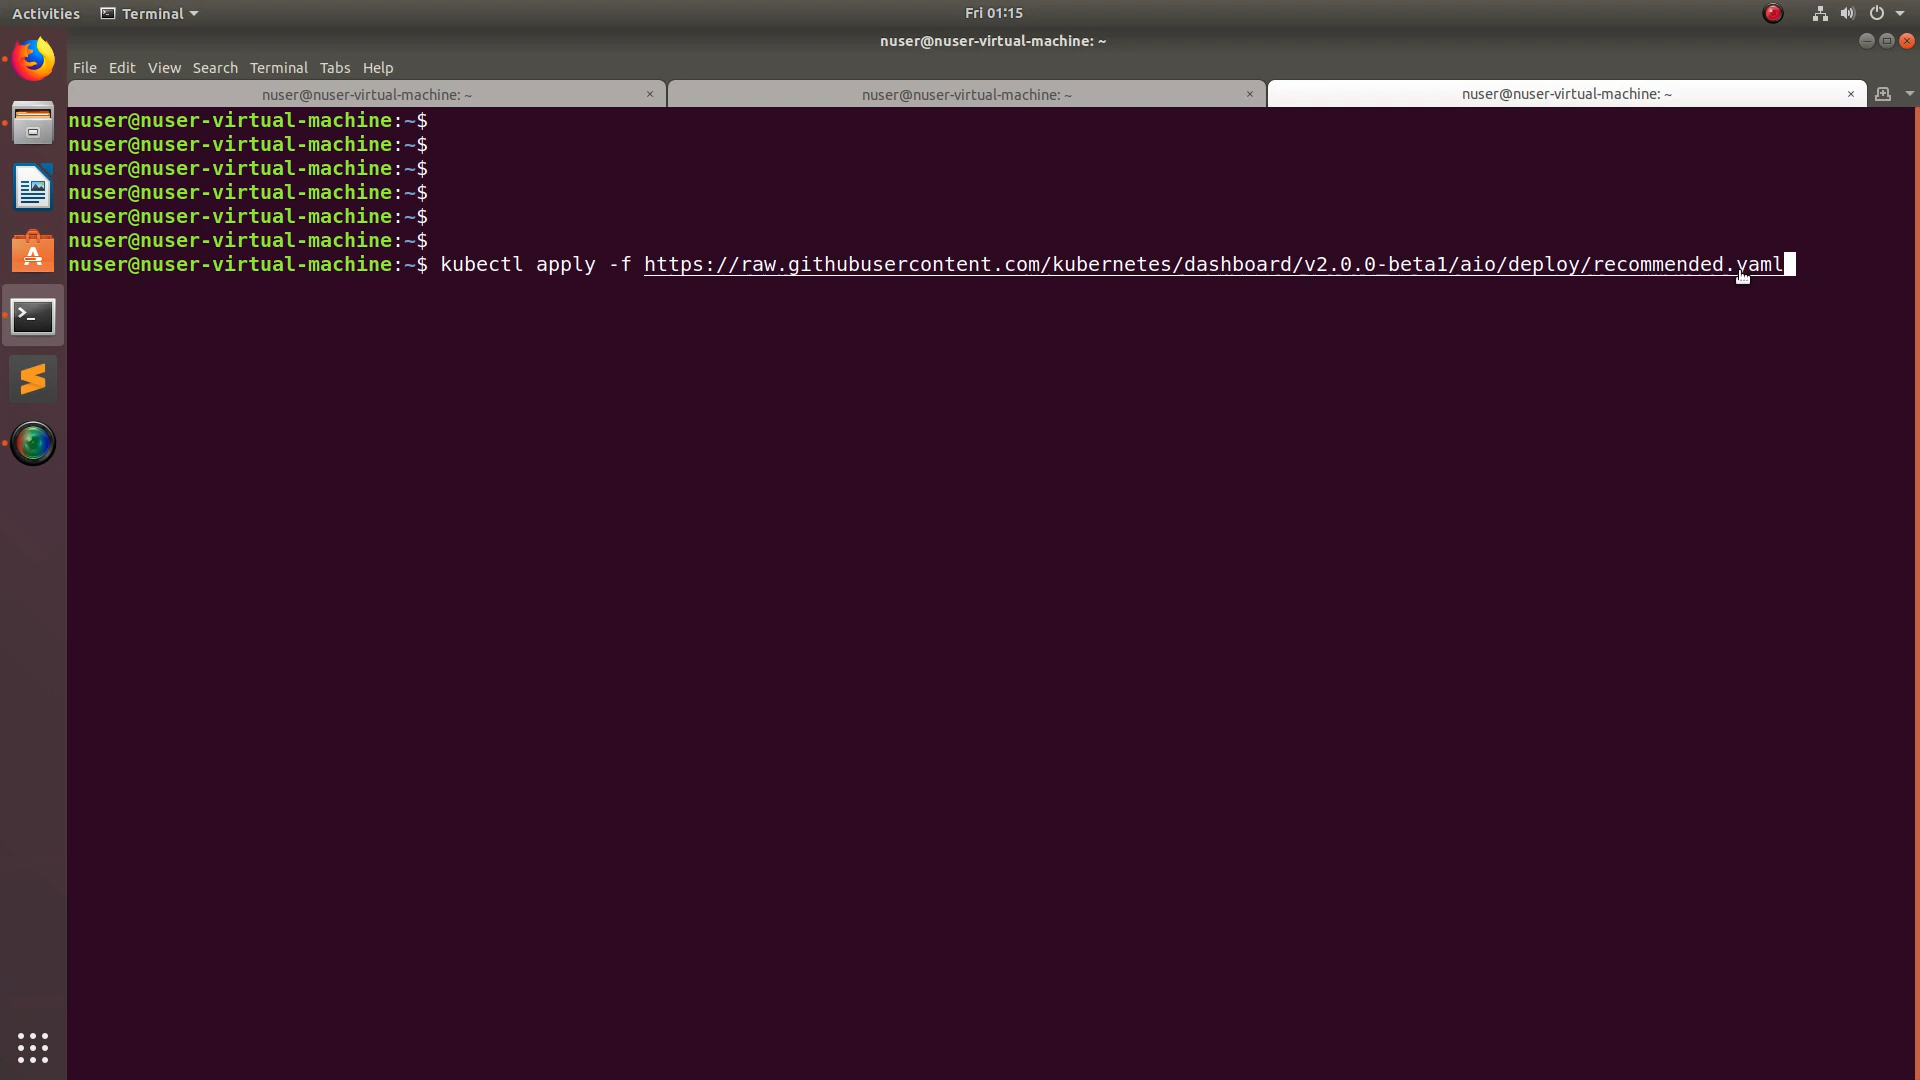 Activities Terminal Fri 01:15
nuser@nuser-virtual-machine: ~
File Edit View Search Terminal Tabs Help
nuser@nuser-virtual-machine: ~ × nuser@nuser-virtual-machine: ~ × nuser@nuser-virtual-machine: ~ ×
nuser@nuser-virtual-machine:~$
nuser@nuser-virtual-machine:~$
nuser@nuser-virtual-machine:~$
nuser@nuser-virtual-machine:~$
nuser@nuser-virtual-machine:~$
nuser@nuser-virtual-machine:~$
nuser@nuser-virtual-machine:~$ kubectl apply -f https://raw.githubusercontent.com/kubernetes/dashboard/v2.0.0-beta1/aio/deploy/recommended.yaml